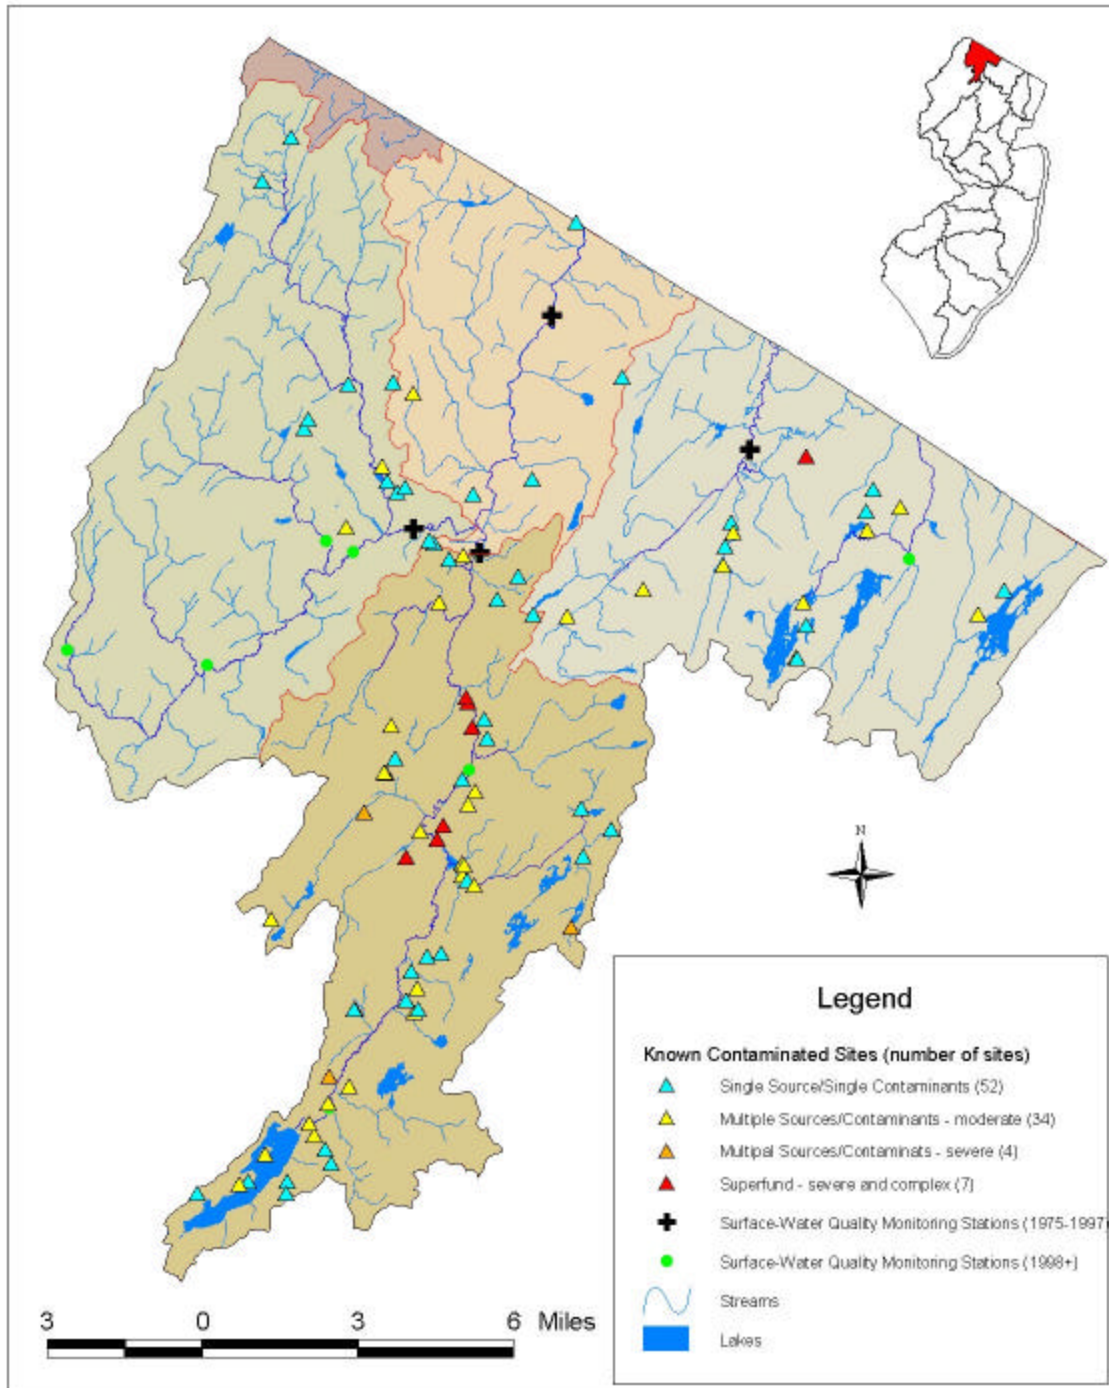 N
Legend
Known Contaminated Sites (number of sites)
Single Source/Single Contaminants (52)
Multiple Sources/Contaminants - moderate (34)
Multipal Sources/Contaminats - severe (4)
Superfund - severe and complex (7)
Surface-Water Quality Monitoring Stations (1975-1997)
Surface-Water Quality Monitoring Stations (1998+)
Streams
Lakes
3 0 3 6 Miles